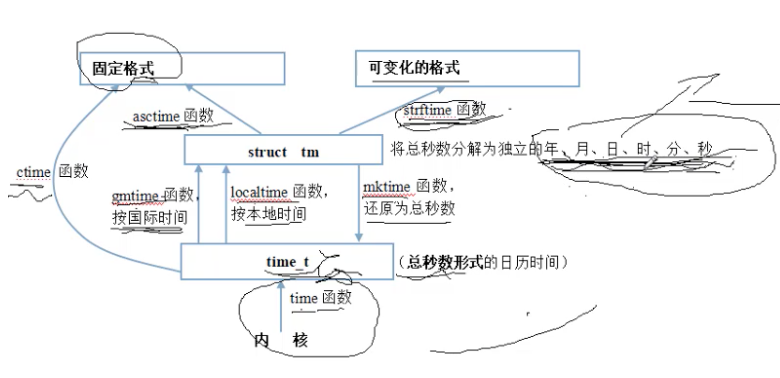 固定格式
可变化的格式
asctime 函数
strftime 函数
struct tm
将总秒数分解为独立的年、月、日、时、分、秒
ctime 函数
gmtime 函数，
按国际时间
localtime 函数，
按本地时间
mktime 函数，
还原为总秒数
time_t
（总秒数形式的日历时间）
time 函数
内 核